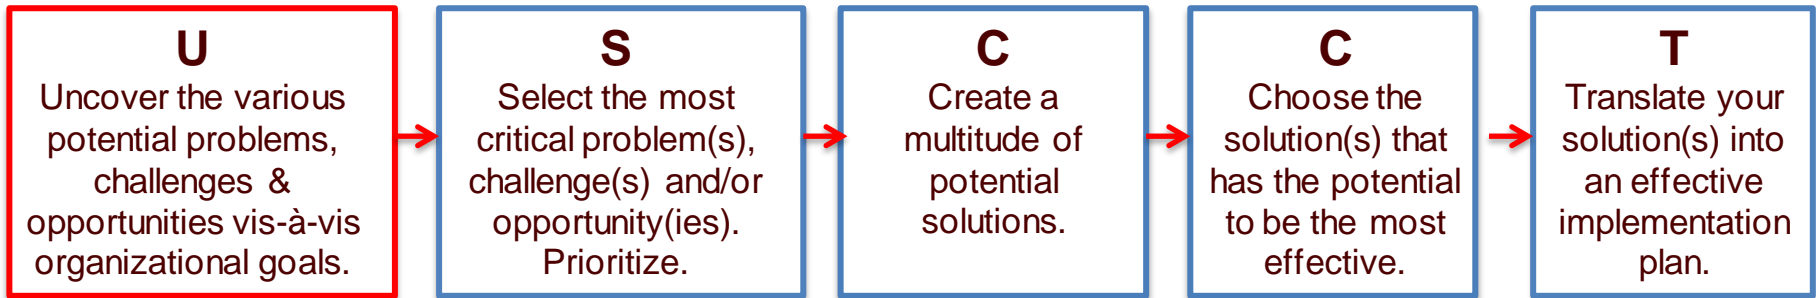 U
Uncover the various
potential problems,
challenges &
opportunities vis-à-vis
organizational goals.
S
Select the most
critical problem(s),
challenge(s) and/or
opportunity(ies).
Prioritize.
C
Create a
multitude of
potential
solutions.
C
Choose the
solution(s) that
has the potential
to be the most
effective.
T
Translate your
solution(s) into
an effective
implementation
plan.